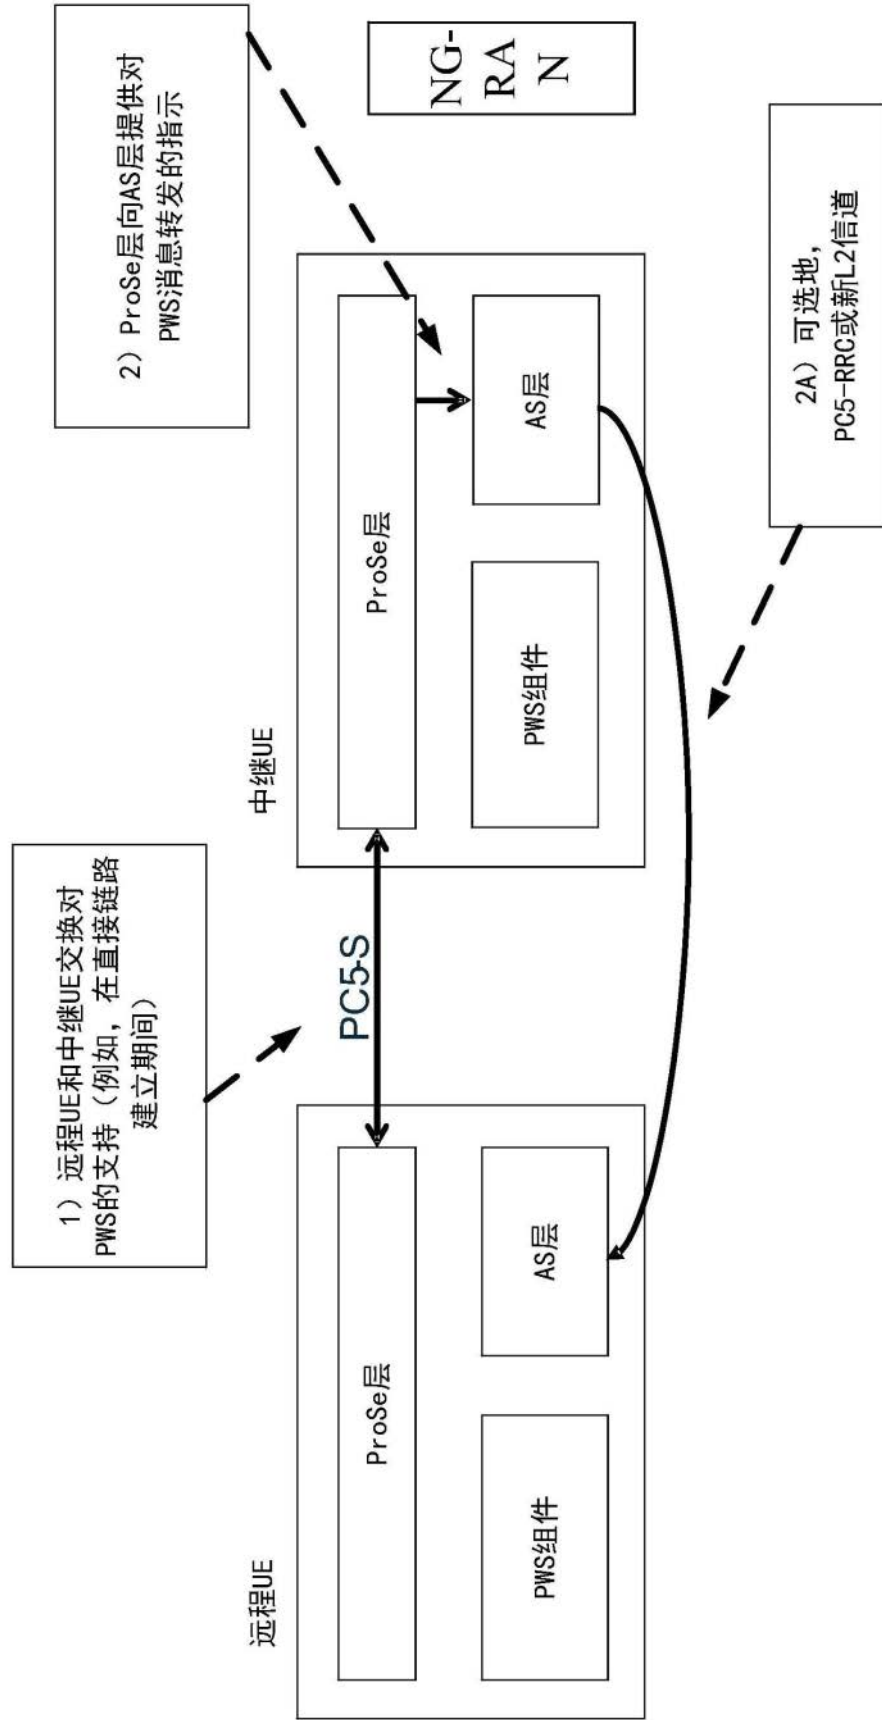 1）远程UE和中继UE交换对
PWS的支持（例如，在直接链路
建立期间）
2）ProSe层向AS层提供对
PWS消息转发的指示
远程UE
中继UE
ProSe层
PC5-S
ProSe层
NG-
RA
N
PWS组件
AS层
PWS组件
AS层
2A）可选地，
PC5-RRC或新L2信道